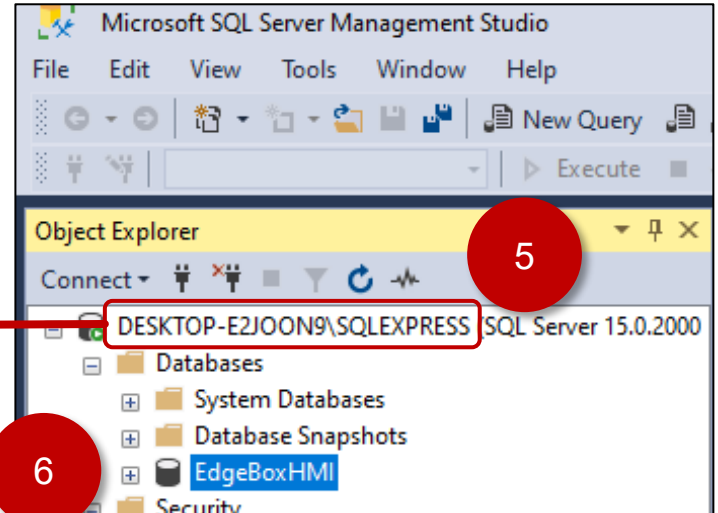 Microsoft SQL Server Management Studio
File Edit View Tools Window Help
New Query
Execute
Object Explorer
5
Connect
DESKTOP-E2JOON9\SQLEXPRESS (SQL Server 15.0.2000
Databases
System Databases
Database Snapshots
6
EdgeBoxHMI
Security